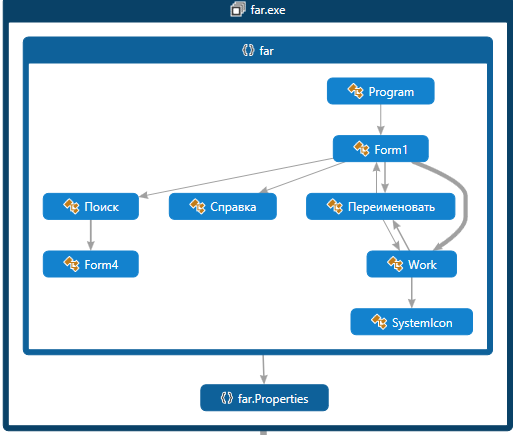 far.exe
far
Program
Form1
Поиск
Справка
Переименовать
Form4
Work
SystemIcon
far.Properties